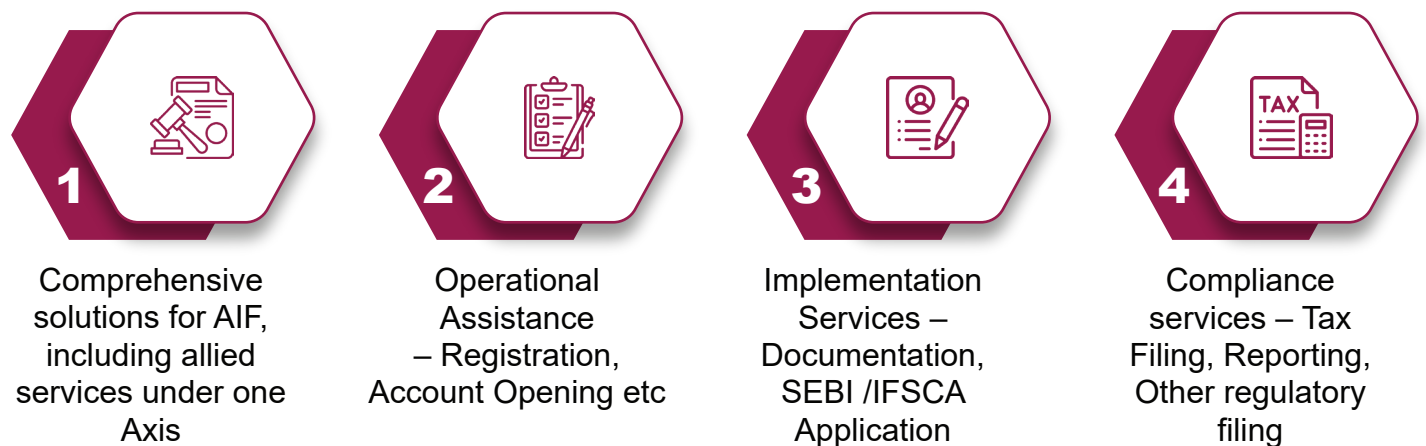 1
Comprehensive
solutions for AIF,
including allied
services under one
Axis
2
Operational
Assistance
– Registration,
Account Opening etc
3
Implementation
Services –
Documentation,
SEBI /IFSCA
Application
TAX
4
Compliance
services – Tax
Filing, Reporting,
Other regulatory
filing